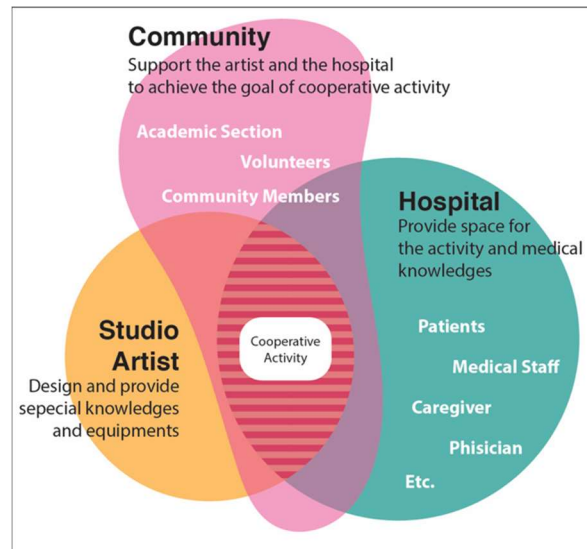 Community
Support the artist and the hospital
to achieve the goal of cooperative activity
Academic Section
Volunteers
Community Members
Hospital
Provide space for
the activity and medical
knowledges
Patients
Medical Staff
Caregiver
Phisician
Etc.
Studio
Artist
Design and provide
sepecial knowledges
and equipments
Cooperative
Activity